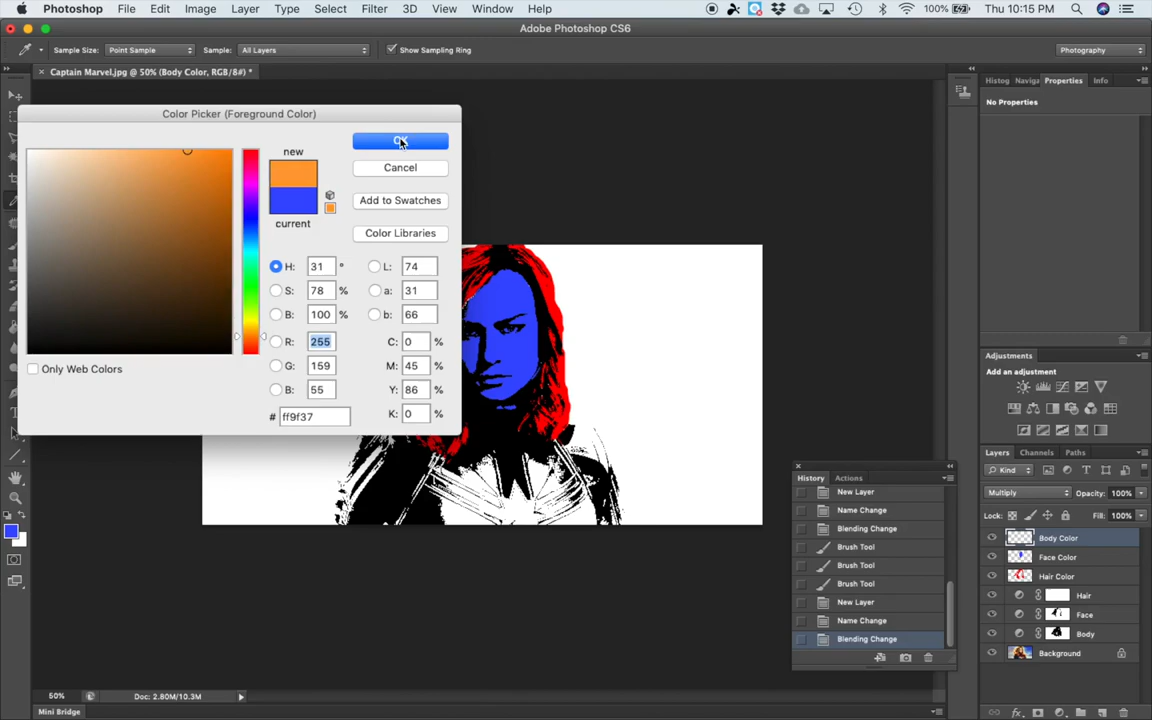 Photoshop File Edit Image Layer Type Select Filter 3D View Window Help 100% Thu 10:15 PM
Adobe Photoshop CS6
Sample Size: Point Sample Sample: All Layers Show Sampling Ring Photography
× Captain Marvel.jpg @ 50% (Body Color, RGB/8#) *
Histog Naviga Properties Info
No Properties
Color Picker (Foreground Color)
new
current
OK
Cancel
Add to Swatches
Color Libraries
H: 31 ° L: 74
S: 78 % a: 31
B: 100 % b: 66
R: 255 C: 0 %
G: 159 M: 45 %
B: 55 Y: 86 %
# ff9f37 K: 0 %
Only Web Colors
Adjustments
Add an adjustment
Layers Channels Paths
Kind
Multiply Opacity: 100%
Lock: Fill: 100%
Body Color
Face Color
Hair Color
Hair
Face
Body
Background
History Actions
New Layer
Name Change
Blending Change
Brush Tool
Brush Tool
Brush Tool
New Layer
Name Change
Blending Change
50% Doc: 2.80M/10.3M
Mini Bridge